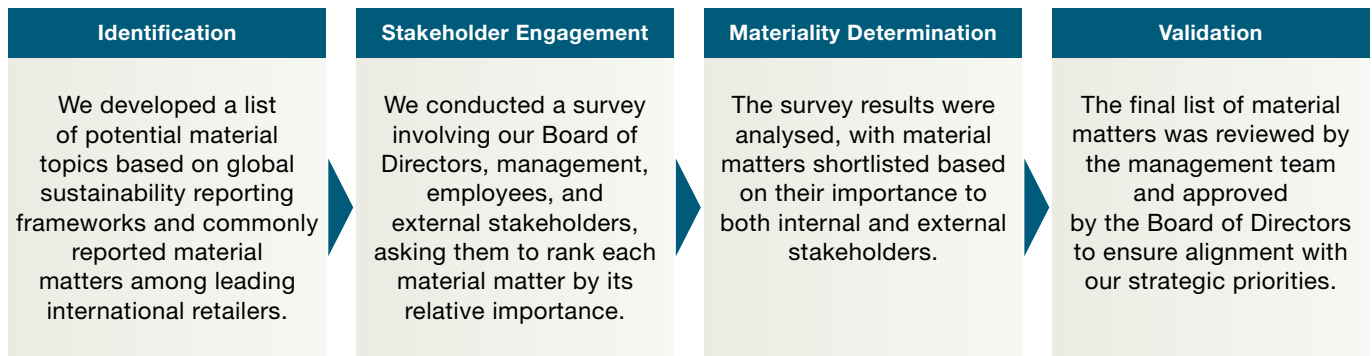 Identification
We developed a list
of potential material
topics based on global
sustainability reporting
frameworks and commonly
reported material
matters among leading
international retailers.
Stakeholder Engagement
We conducted a survey
involving our Board of
Directors, management,
employees, and
external stakeholders,
asking them to rank each
material matter by its
relative importance.
Materiality Determination
The survey results were
analysed, with material
matters shortlisted based
on their importance to
both internal and external
stakeholders.
Validation
The final list of material
matters was reviewed by
the management team
and approved
by the Board of Directors
to ensure alignment with
our strategic priorities.